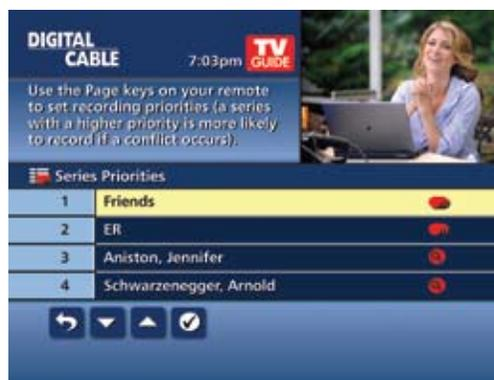 DIGITAL
CABLE
7:03pm
TV
GUIDE
Use the Page keys on your remote
to set recording priorities (a series
with a higher priority is more likely
to record if a conflict occurs).
Series Priorities
1 Friends
2 ER
3 Aniston, Jennifer
4 Schwarzenegger, Arnold